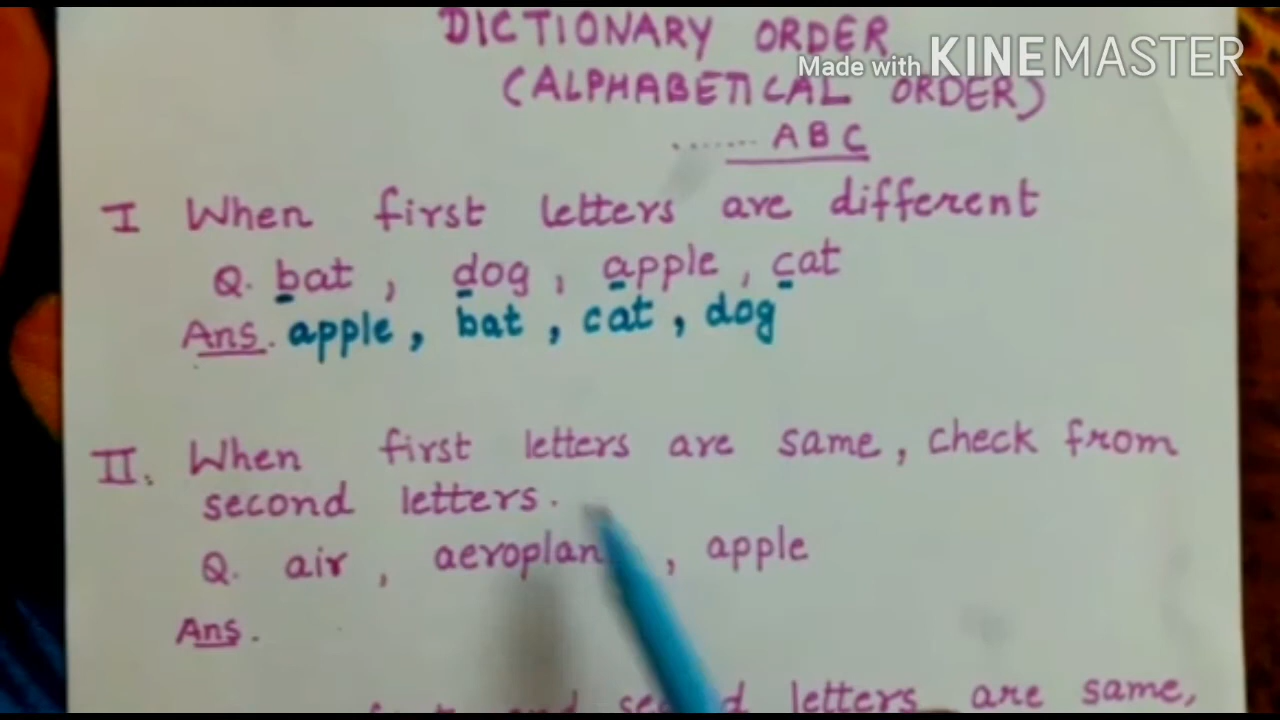 DICTIONARY ORDER
Made with KINEMASTER
(ALPHABETICAL ORDER)
....... ABC
I When first letters are different
Q. bat, dog, apple, cat
Ans. apple, bat, cat, dog
II. When first letters are same, check from
second letters.
Q. air, aeroplan , apple
Ans.
and second letters are same,